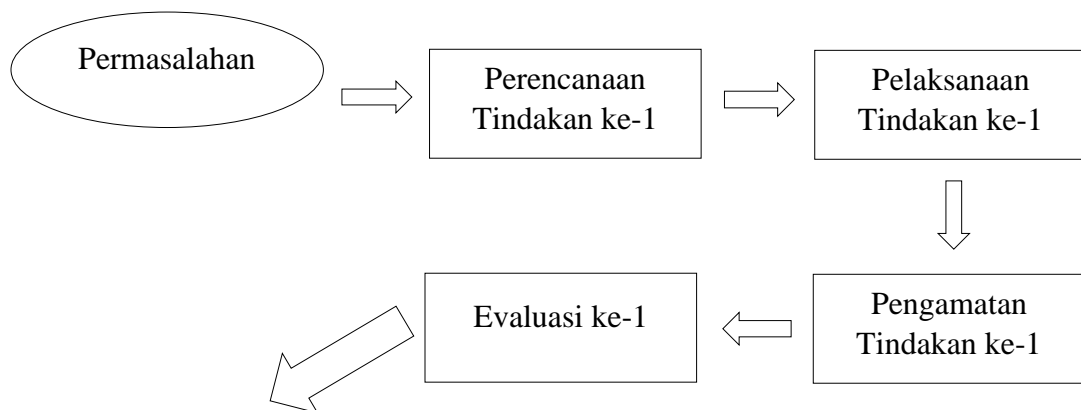 Permasalahan
Perencanaan
Tindakan ke-1
Pelaksanaan
Tindakan ke-1
Evaluasi ke-1
Pengamatan
Tindakan ke-1